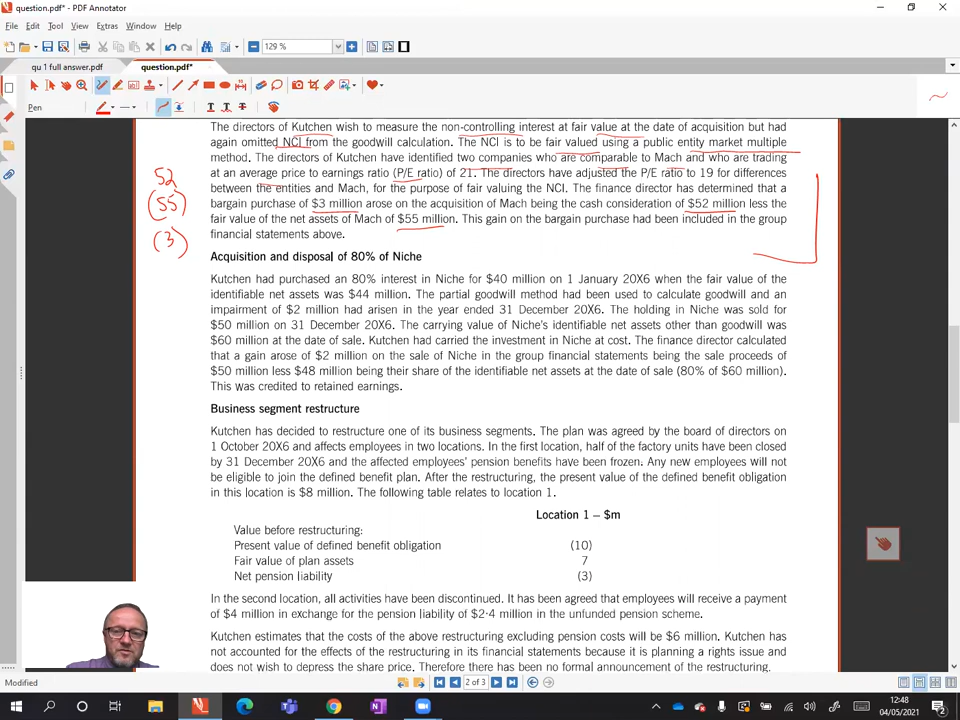 question.pdf* - PDF Annotator
File Edit Tool View Extras Window Help
129 %
qu 1 full answer.pdf question.pdf*
Pen
The directors of Kutchen wish to measure the non-controlling interest at fair value at the date of acquisition but had
again omitted NCI from the goodwill calculation. The NCI is to be fair valued using a public entity market multiple
method. The directors of Kutchen have identified two companies who are comparable to Mach and who are trading
at an average price to earnings ratio (P/E ratio) of 21. The directors have adjusted the P/E ratio to 19 for differences
between the entities and Mach, for the purpose of fair valuing the NCI. The finance director has determined that a
bargain purchase of $3 million arose on the acquisition of Mach being the cash consideration of $52 million less the
fair value of the net assets of Mach of $55 million. This gain on the bargain purchase had been included in the group
financial statements above.
52
(55)
(3)
Acquisition and disposal of 80% of Niche
Kutchen had purchased an 80% interest in Niche for $40 million on 1 January 20X6 when the fair value of the
identifiable net assets was $44 million. The partial goodwill method had been used to calculate goodwill and an
impairment of $2 million had arisen in the year ended 31 December 20X6. The holding in Niche was sold for
$50 million on 31 December 20X6. The carrying value of Niche's identifiable net assets other than goodwill was
$60 million at the date of sale. Kutchen had carried the investment in Niche at cost. The finance director calculated
that a gain arose of $2 million on the sale of Niche in the group financial statements being the sale proceeds of
$50 million less $48 million being their share of the identifiable net assets at the date of sale (80% of $60 million).
This was credited to retained earnings.
Business segment restructure
Kutchen has decided to restructure one of its business segments. The plan was agreed by the board of directors on
1 October 20X6 and affects employees in two locations. In the first location, half of the factory units have been closed
by 31 December 20X6 and the affected employees' pension benefits have been frozen. Any new employees will not
be eligible to join the defined benefit plan. After the restructuring, the present value of the defined benefit obligation
in this location is $8 million. The following table relates to location 1.
Location 1 – $m
Value before restructuring:
Present value of defined benefit obligation (10)
Fair value of plan assets 7
Net pension liability (3)
In the second location, all activities have been discontinued. It has been agreed that employees will receive a payment
of $4 million in exchange for the pension liability of $2·4 million in the unfunded pension scheme.
Kutchen estimates that the costs of the above restructuring excluding pension costs will be $6 million. Kutchen has
not accounted for the effects of the restructuring in its financial statements because it is planning a rights issue and
does not wish to depress the share price. Therefore there has been no formal announcement of the restructuring.
Modified
2 of 3
12:48
04/05/2021